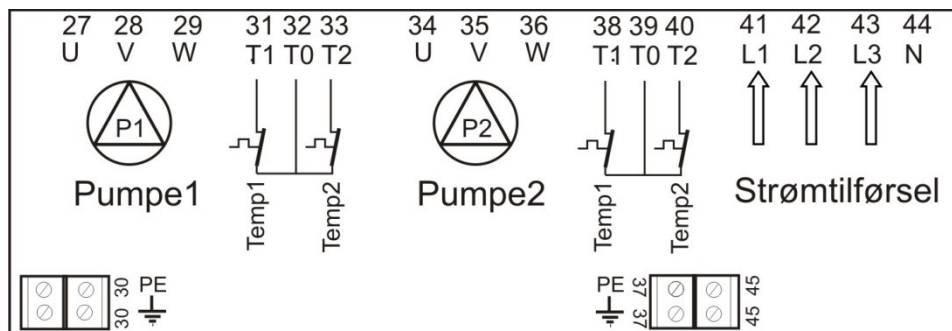 27 28 29 31 32 33 34 35 36 38 39 40 41 42 43 44
U V W T1 T0 T2 U V W T1 T0 T2 L1 L2 L3 N
P1 P2
Pumpe1 Temp1 Temp2 Pumpe2 Temp1 Temp2 Strømtilførsel
30 PE PE 37 45
30 37 45